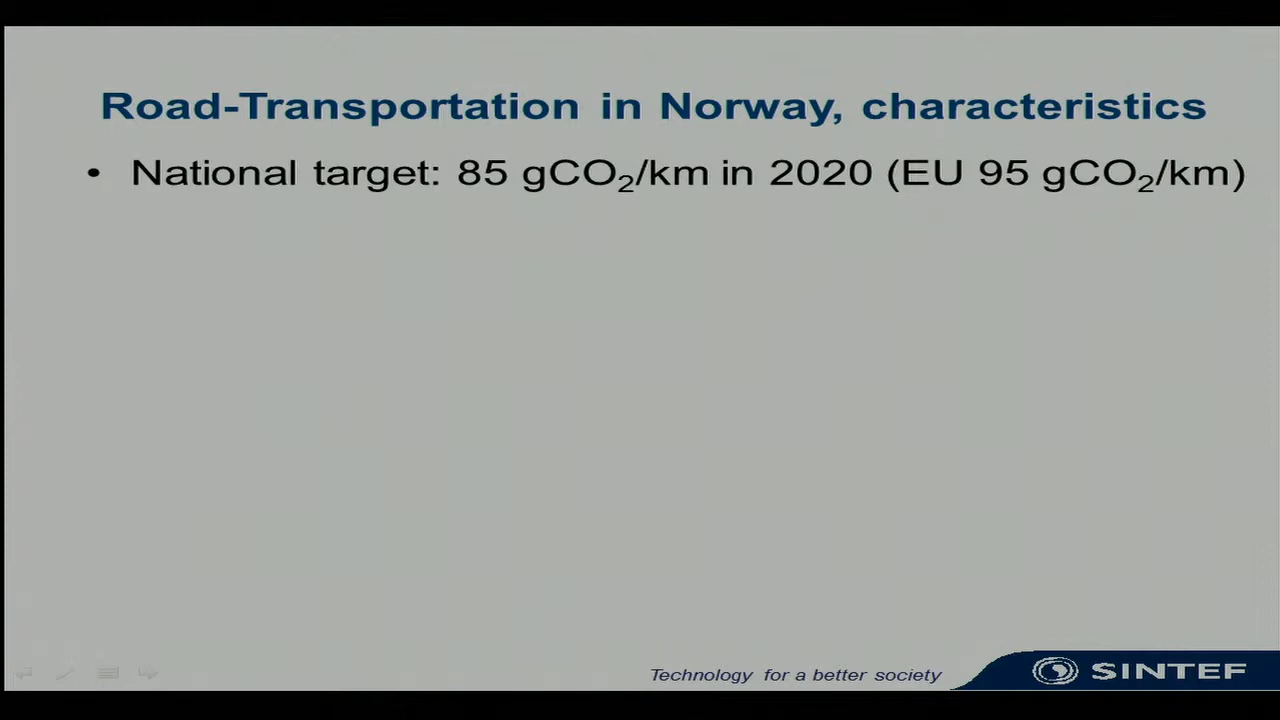 Road-Transportation in Norway, characteristics
• National target: 85 gCO₂/km in 2020 (EU 95 gCO₂/km)
Technology for a better society
SINTEF